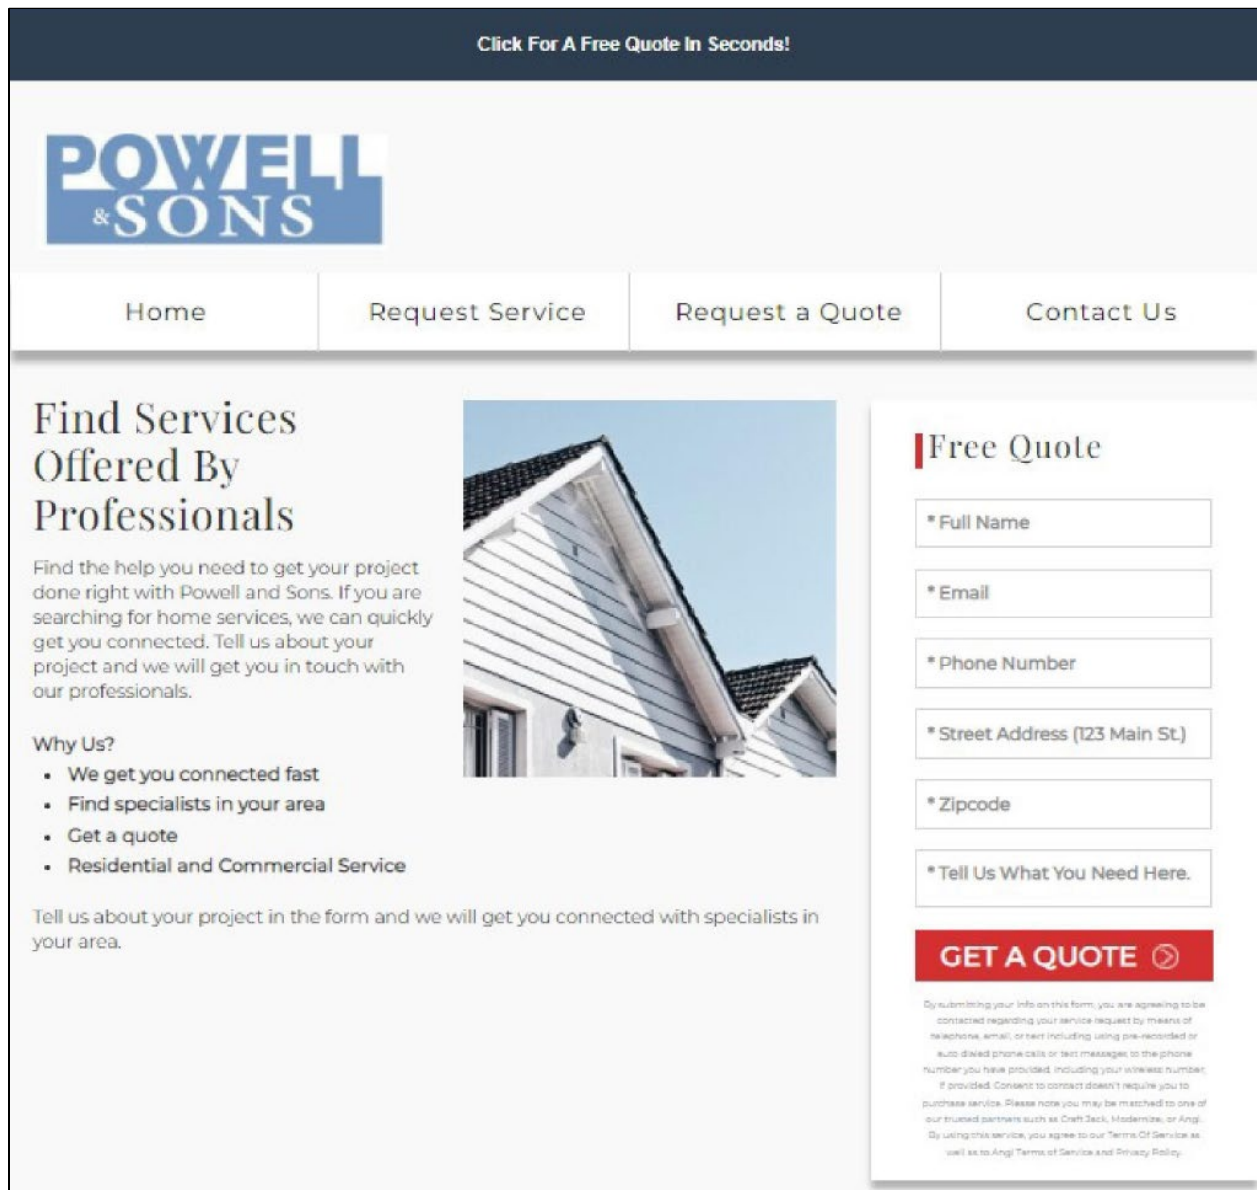 Click For A Free Quote In Seconds!
POWELL
& SONS
Home
Request Service
Request a Quote
Contact Us
Find Services
Offered By
Professionals
Find the help you need to get your project
done right with Powell and Sons. If you are
searching for home services, we can quickly
get you connected. Tell us about your
project and we will get you in touch with
our professionals.
Why Us?
• We get you connected fast
• Find specialists in your area
• Get a quote
• Residential and Commercial Service
Tell us about your project in the form and we will get you connected with specialists in
your area.
Free Quote
* Full Name
* Email
* Phone Number
* Street Address (123 Main St.)
* Zipcode
* Tell Us What You Need Here.
GET A QUOTE
By submitting your info on this form, you are agreeing to be
contacted regarding your service request by means of
telephone, email, or text including using pre-recorded or
auto dialed phone calls or text messages to the phone
number you have provided, including your wireless number,
if provided. Consent to contact doesn't require you to
purchase service. Please note you may be matched to one of
our trusted partners such as Craft Jack, Modernize, or Angi.
By using this service, you agree to our Terms Of Service as
well as to Angi Terms of Service and Privacy Policy.